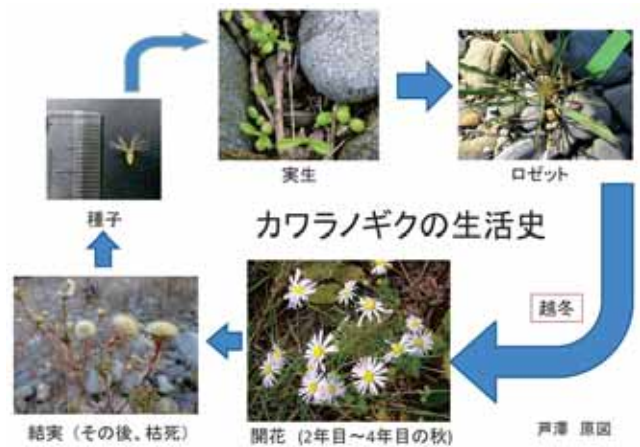 実生
ロゼット
種子
カワラノギクの生活史
越冬
結実（その後、枯死）
開花 (2年目～4年目の秋)
芦澤 原図